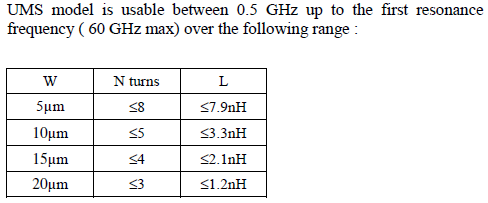 UMS model is usable between 0.5 GHz up to the first resonance
frequency ( 60 GHz max) over the following range :
W N turns L
5μm ≤8 ≤7.9nH
10μm ≤5 ≤3.3nH
15μm ≤4 ≤2.1nH
20μm ≤3 ≤1.2nH